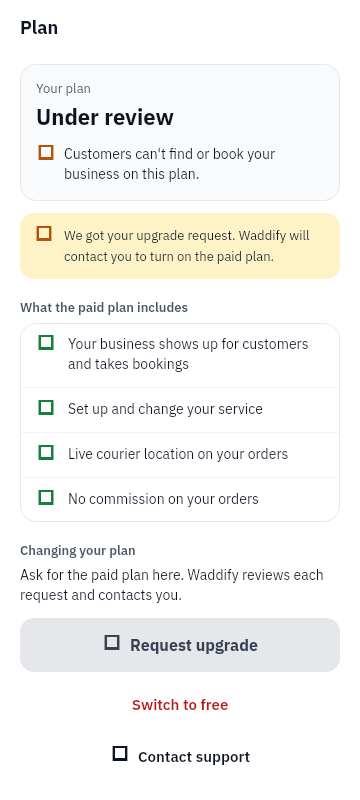 Plan
Your plan
Under review
Customers can't find or book your
business on this plan.
We got your upgrade request. Waddify will
contact you to turn on the paid plan.
What the paid plan includes
Your business shows up for customers
and takes bookings
Set up and change your service
Live courier location on your orders
No commission on your orders
Changing your plan
Ask for the paid plan here. Waddify reviews each
request and contacts you.
Request upgrade
Switch to free
Contact support